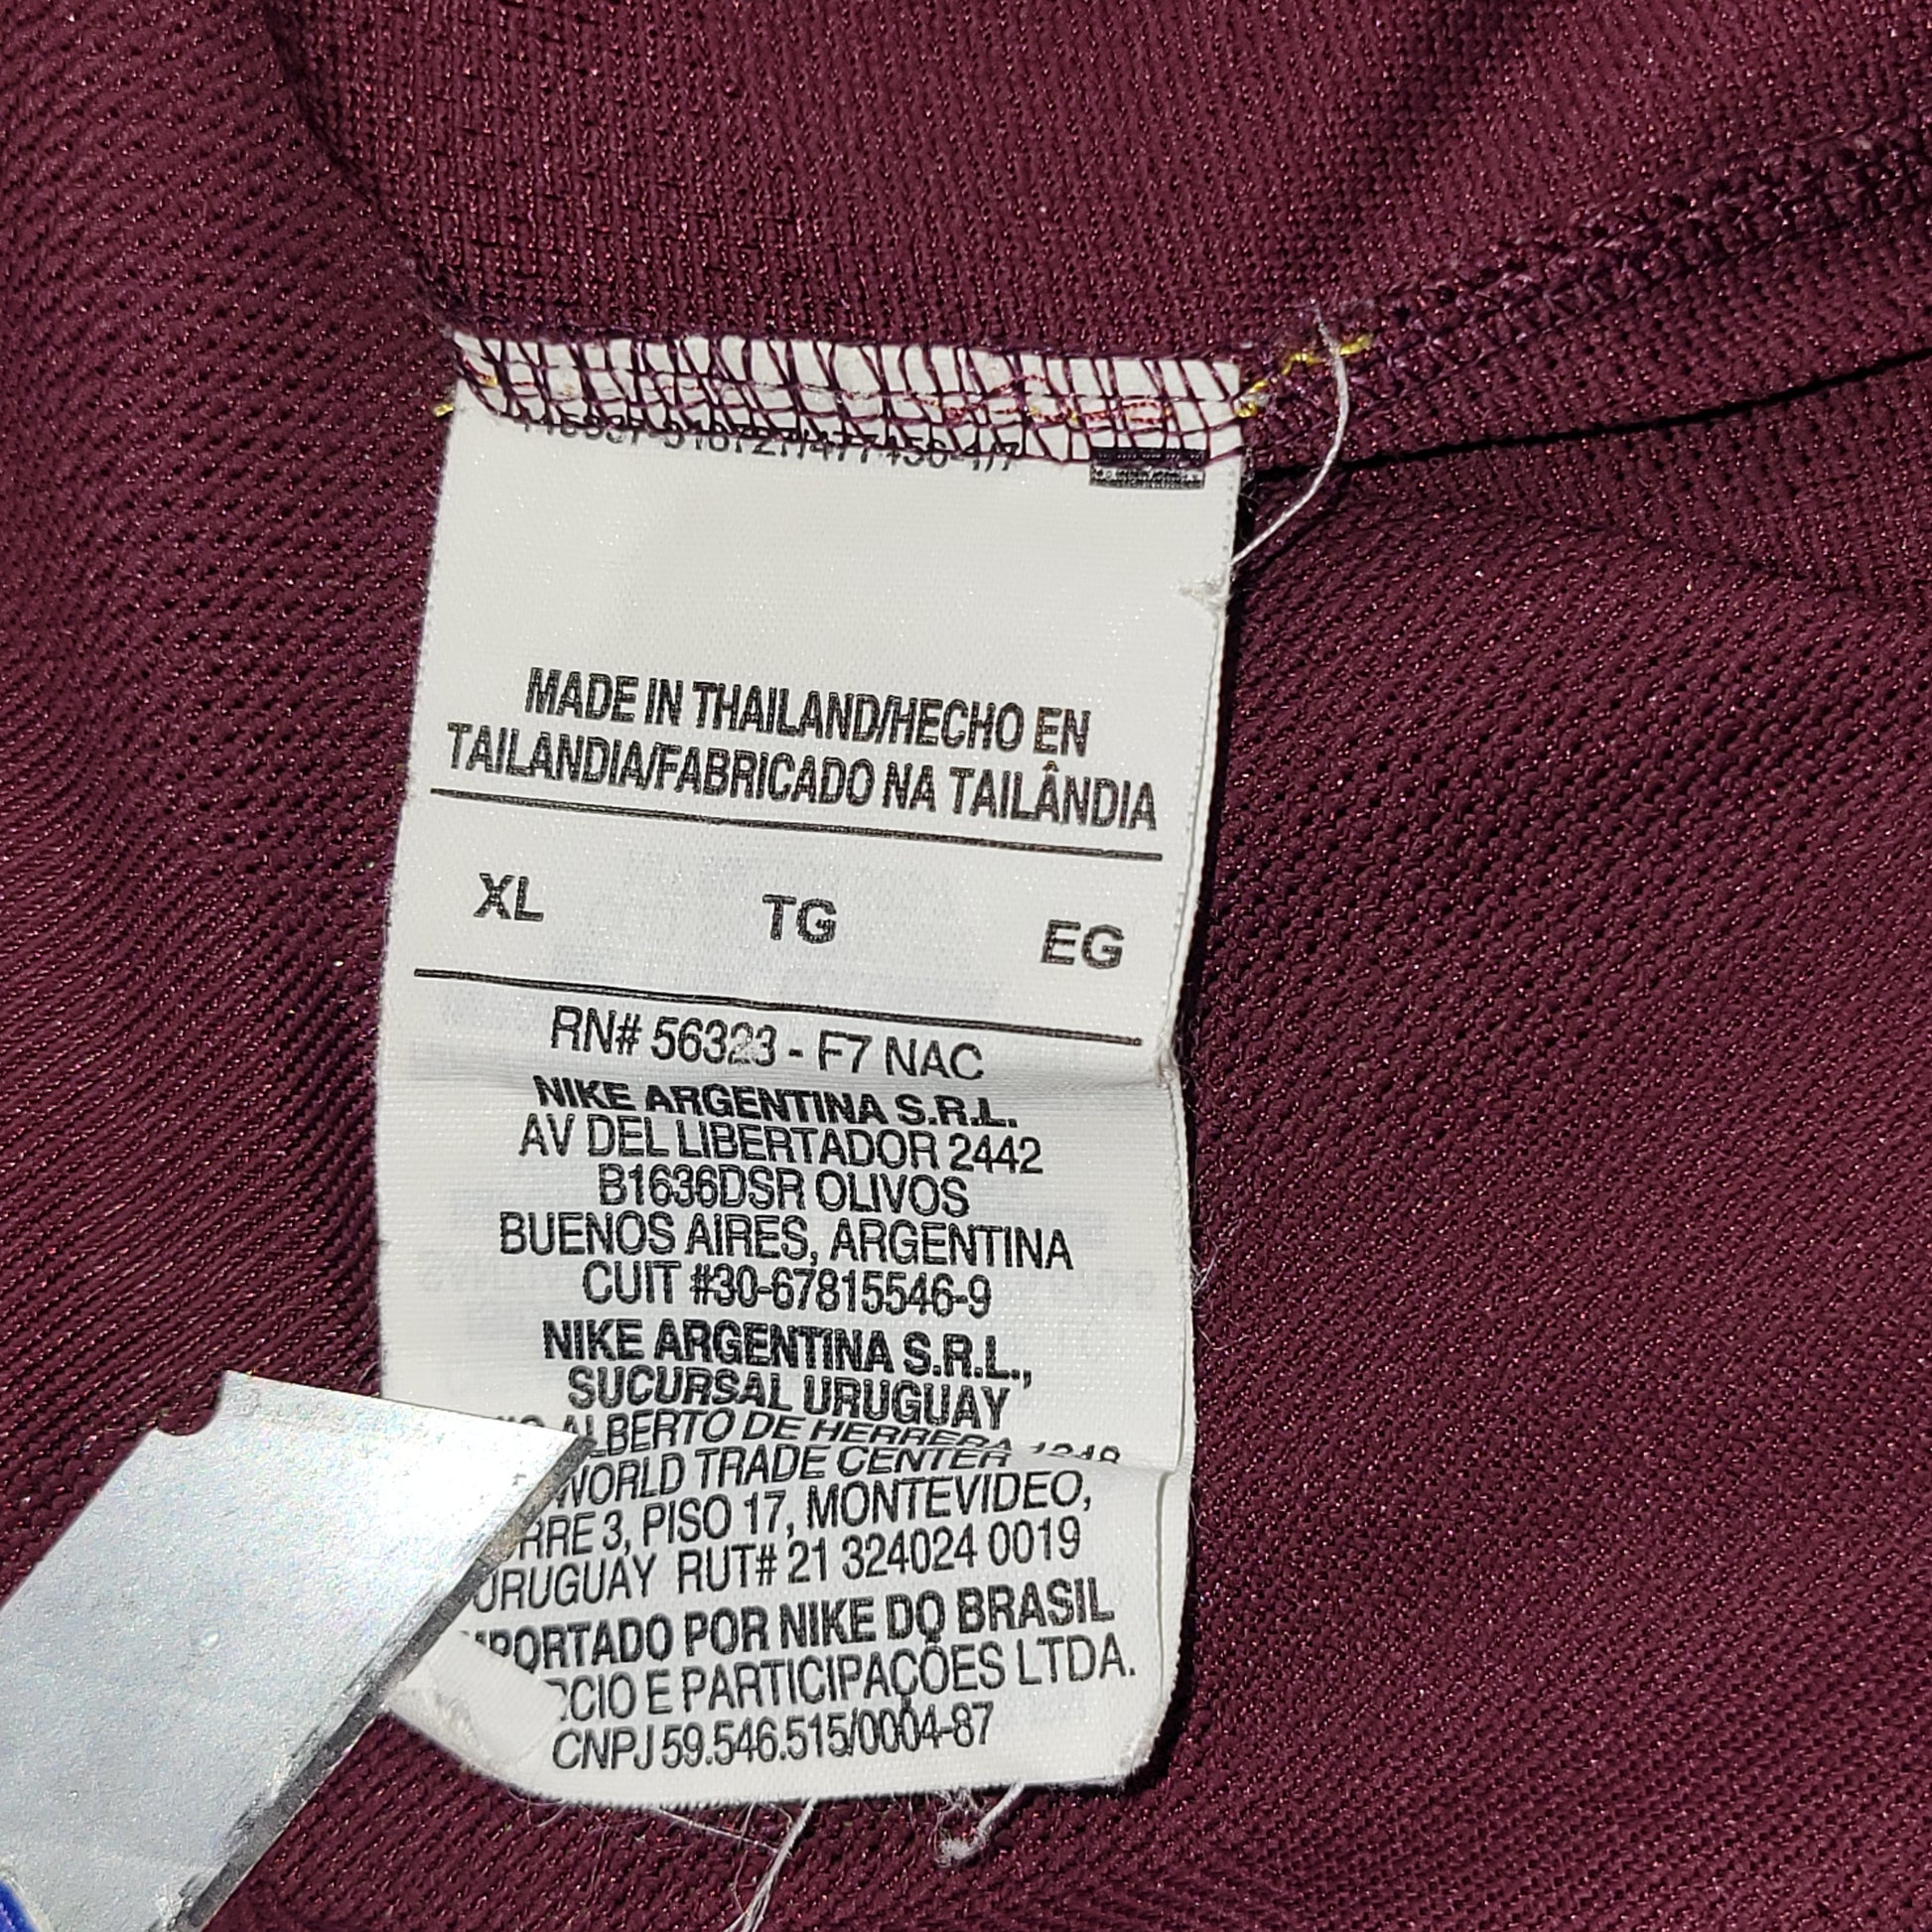 MADE IN THAILAND/HECHO EN
TAILANDIA/FABRICADO NA TAILÂNDIA
XL TG EG
RN# 56323 - F7 NAC
NIKE ARGENTINA S.R.L.
AV DEL LIBERTADOR 2442
B1636DSR OLIVOS
BUENOS AIRES, ARGENTINA
CUIT #30-67815546-9
NIKE ARGENTINA S.R.L.,
SUCURSAL URUGUAY
ALBERTO DE HERRERA
WORLD TRADE CENTER
RRE 3, PISO 17, MONTEVIDEO,
URUGUAY RUT# 21 324024 0019
PORTADO POR NIKE DO BRASIL
CIO E PARTICIPAÇÕES LTDA.
CNPJ 59.546.515/0004-87